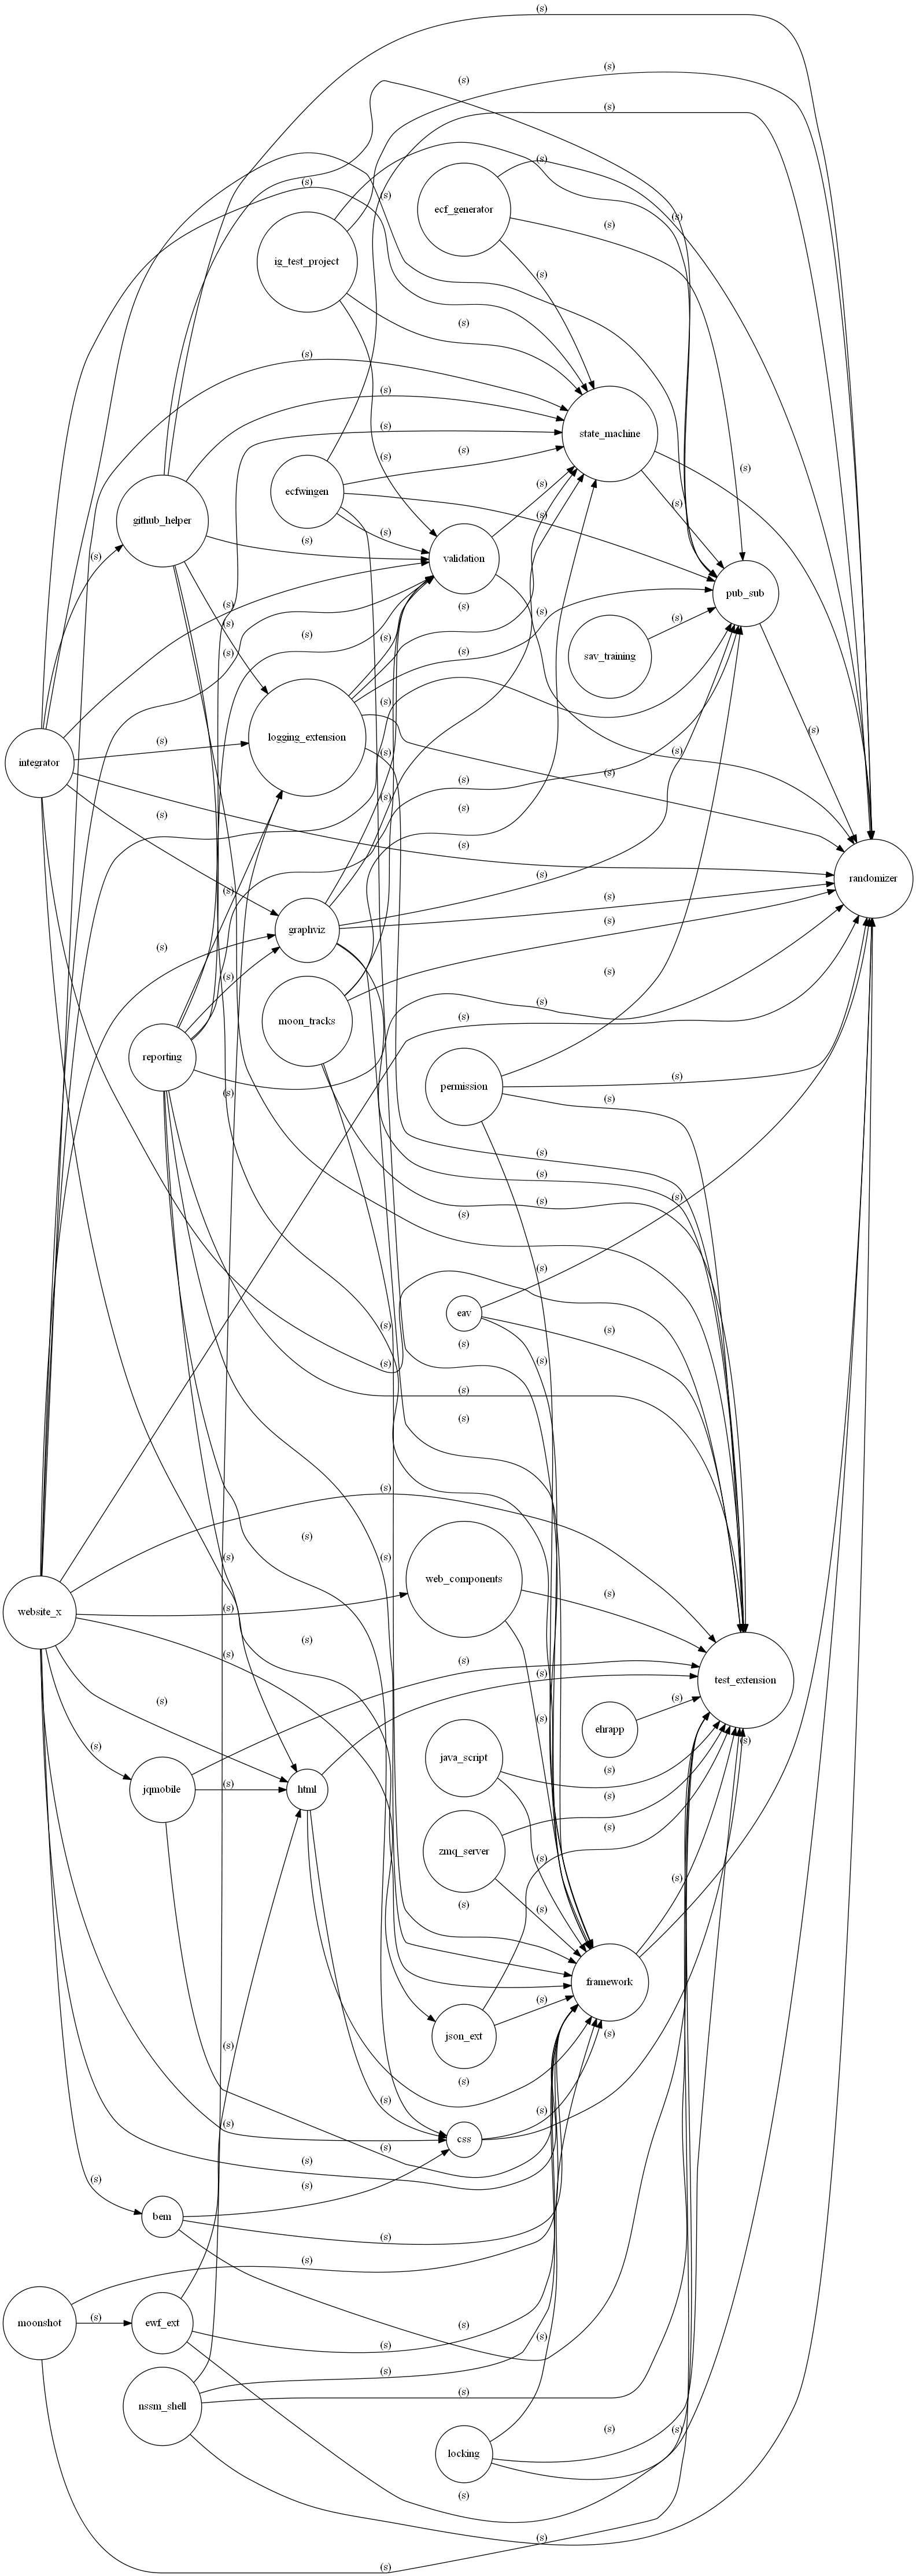 (s)
(s)
(s)
(s)
(s)
(s)
(s)
ecf_generator
(s)
(s)
ig_test_project
(s)
(s)
(s)
(s)
(s)
state_machine
(s)
(s)
(s)
(s)
ecfwingen
(s)
(s)
github_helper
(s)
(s)
(s)
validation
pub_sub
(s)
(s)
(s)
(s)
(s)
(s)
(s)
(s)
(s)
sav_training
(s)
(s)
logging_extension
(s)
(s)
(s)
integrator
(s)
(s)
(s)
(s)
(s)
(s)
(s)
randomizer
(s)
(s)
(s)
graphviz
(s)
(s)
(s)
(s)
(s)
moon_tracks
reporting
(s)
permission
(s)
(s)
(s)
(s)
(s)
(s)
(s)
(s)
eav
(s)
(s)
(s)
(s)
(s)
(s)
(s)
(s)
(s)
(s)
(s)
web_components
(s)
(s)
website_x
(s)
(s)
(s)
(s)
test_extension
(s)
(s)
(s)
ehrapp
(s)
(s)
java_script
(s)
(s)
jqmobile
html
(s)
(s)
zmq_server
(s)
(s)
(s)
(s)
framework
(s)
(s)
json_ext
(s)
(s)
(s)
(s)
(s)
css
(s)
(s)
(s)
(s)
bem
(s)
(s)
(s)
moonshot
ewf_ext
(s)
(s)
(s)
(s)
(s)
nssm_shell
(s)
(s)
locking
(s)
(s)
(s)